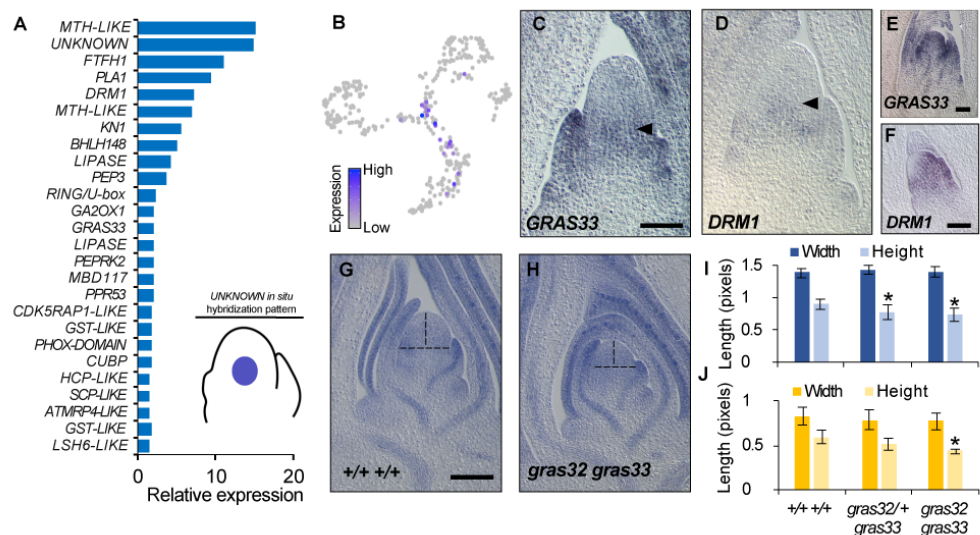 A
MTH-LIKE
UNKNOWN
FTFH1
PLA1
DRM1
MTH-LIKE
KN1
BHLH148
LIPASE
PEP3
RING/U-box
GA2OX1
GRAS33
LIPASE
PEPRK2
MBD117
PPR53
CDK5RAP1-LIKE
GST-LIKE
PHOX-DOMAIN
CUBP
HCP-LIKE
SCP-LIKE
ATMRP4-LIKE
GST-LIKE
LSH6-LIKE
0 10 20
Relative expression
UNKNOWN in situ
hybridization pattern
B
Expression
High
Low
C
GRAS33
D
DRM1
E
GRAS33
F
DRM1
G
+/+ +/+
H
gras32 gras33
I
Width Height
Length (pixels)
1.5
1
0.5
0
* *
J
Width Height
Length (pixels)
1
0.5
0
*
+/+ +/+
gras32/+
gras33
gras32
gras33